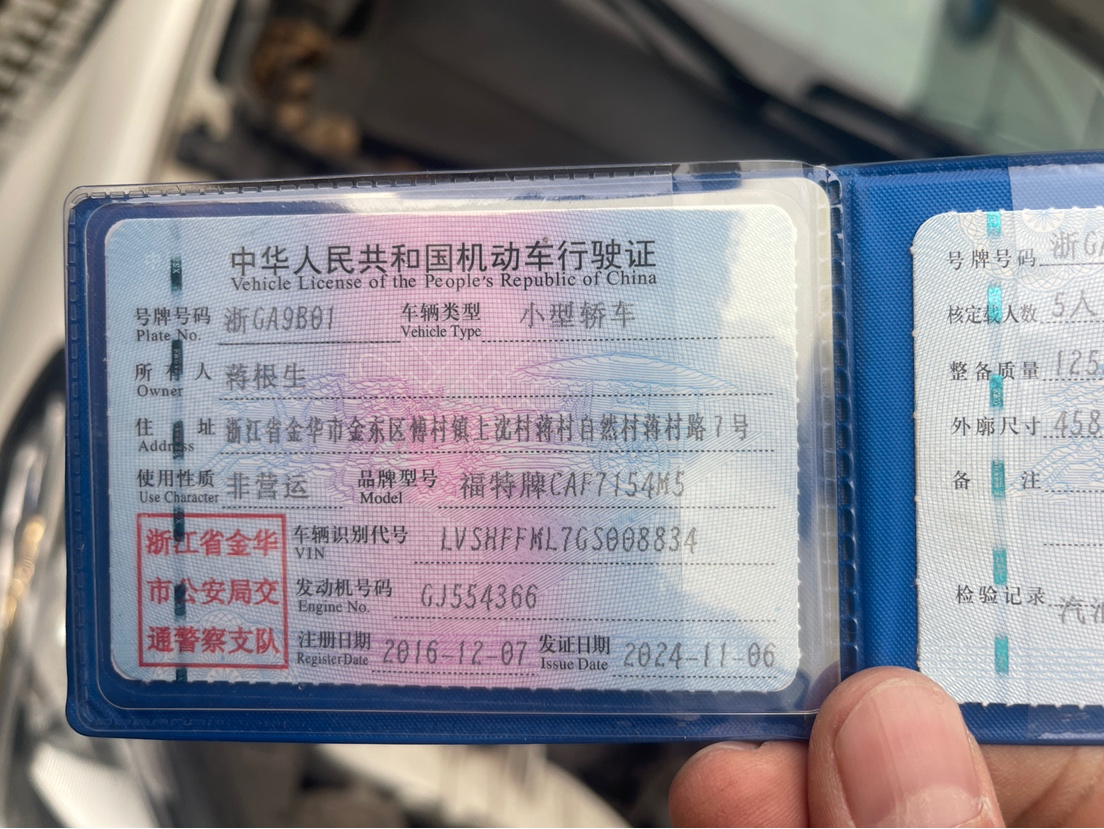 中华人民共和国机动车行驶证
Vehicle License of the People's Republic of China
号牌号码 浙GA9B01 车辆类型 小型轿车
Plate No. Vehicle Type
所有人 蒋根生
Owner
住址 浙江省金华市金东区傅村镇上沈村蒋村自然村蒋村路7号
Address
使用性质 非营运 品牌型号 福特牌CAF7154M5
Use Character Model
浙江省金华
市公安局交
通警察支队
车辆识别代号 LVSHFFML7GS008834
VIN
发动机号码 GJ554366
Engine No.
注册日期 2016-12-07 发证日期 2024-11-06
Register Date Issue Date
号牌号码 浙GA
核定载人数 5人
整备质量 125
外廓尺寸 458
备注
检验记录 汽